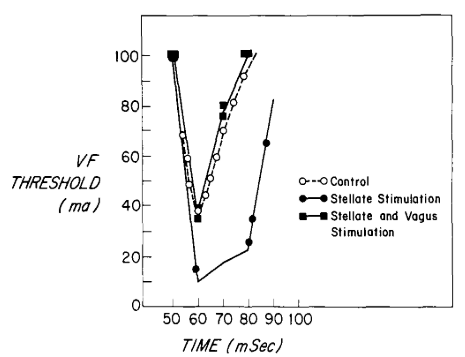 100
80
60
40
20
0
VF
THRESHOLD
(ma)
Control
Stellate Stimulation
Stellate and Vagus
Stimulation
50 60 70 80 90 100
TIME (mSec)